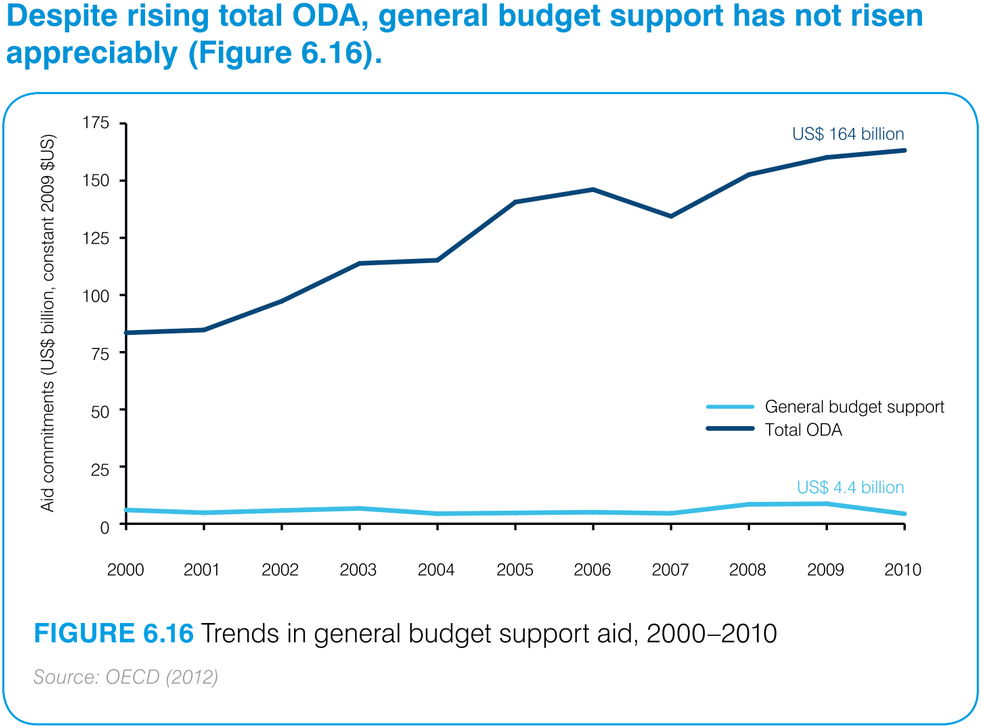 Despite rising total ODA, general budget support has not risen
appreciably (Figure 6.16).
Aid commitments (US$ billion, constant 2009 $US)
175
150
125
100
75
50
25
0
US$ 164 billion
General budget support
Total ODA
US$ 4.4 billion
2000 2001 2002 2003 2004 2005 2006 2007 2008 2009 2010
FIGURE 6.16 Trends in general budget support aid, 2000–2010
Source: OECD (2012)